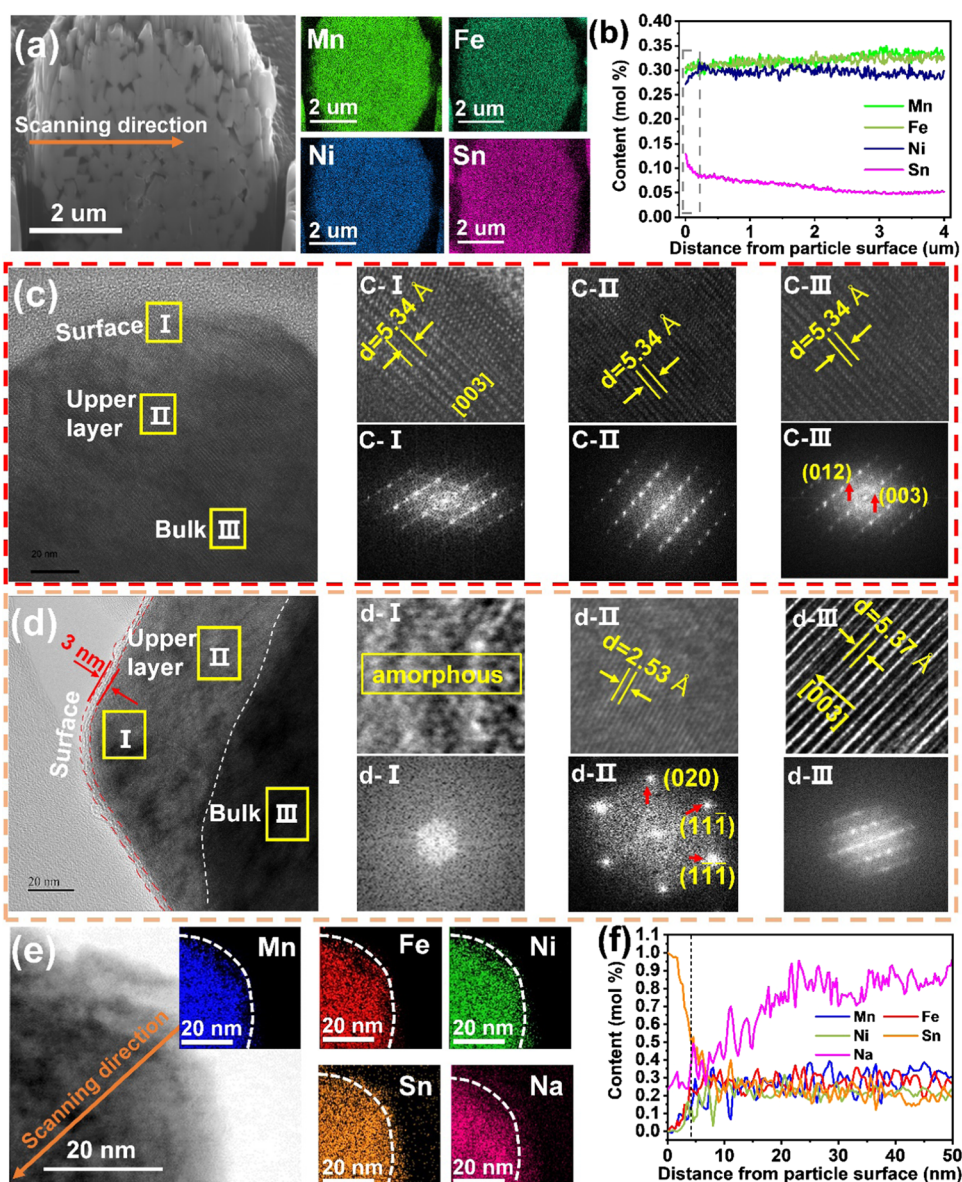 (a)
Scanning direction
2 um
Mn
2 um
Fe
2 um
Ni
2 um
Sn
2 um
(b)
Content (mol %)
0.40
0.35
0.30
0.25
0.20
0.15
0.10
0.05
0.00
Mn
Fe
Ni
Sn
0 1 2 3 4
Distance from particle surface (um)
(c)
Surface
I
Upper
layer
II
Bulk
III
20 nm
C-I
d=5.34 Å
[003]
C-II
d=5.34 Å
C-III
d=5.34 Å
C-I
C-II
C-III
(012)
(003)
(d)
3 nm
Surface
Upper
layer
II
I
Bulk
III
20 nm
d-I
amorphous
d-II
d=2.53 Å
d-III
d=5.37 Å
[003]
d-I
d-II
(020)
(111̄)
(11̄1̄)
d-III
(e)
Scanning direction
20 nm
Mn
20 nm
Fe
20 nm
Ni
20 nm
Sn
20 nm
Na
20 nm
(f)
Content (mol %)
1.1
1.0
0.9
0.8
0.7
0.6
0.5
0.4
0.3
0.2
0.1
0.0
Mn
Fe
Ni
Sn
Na
0 10 20 30 40 50
Distance from particle surface (nm)